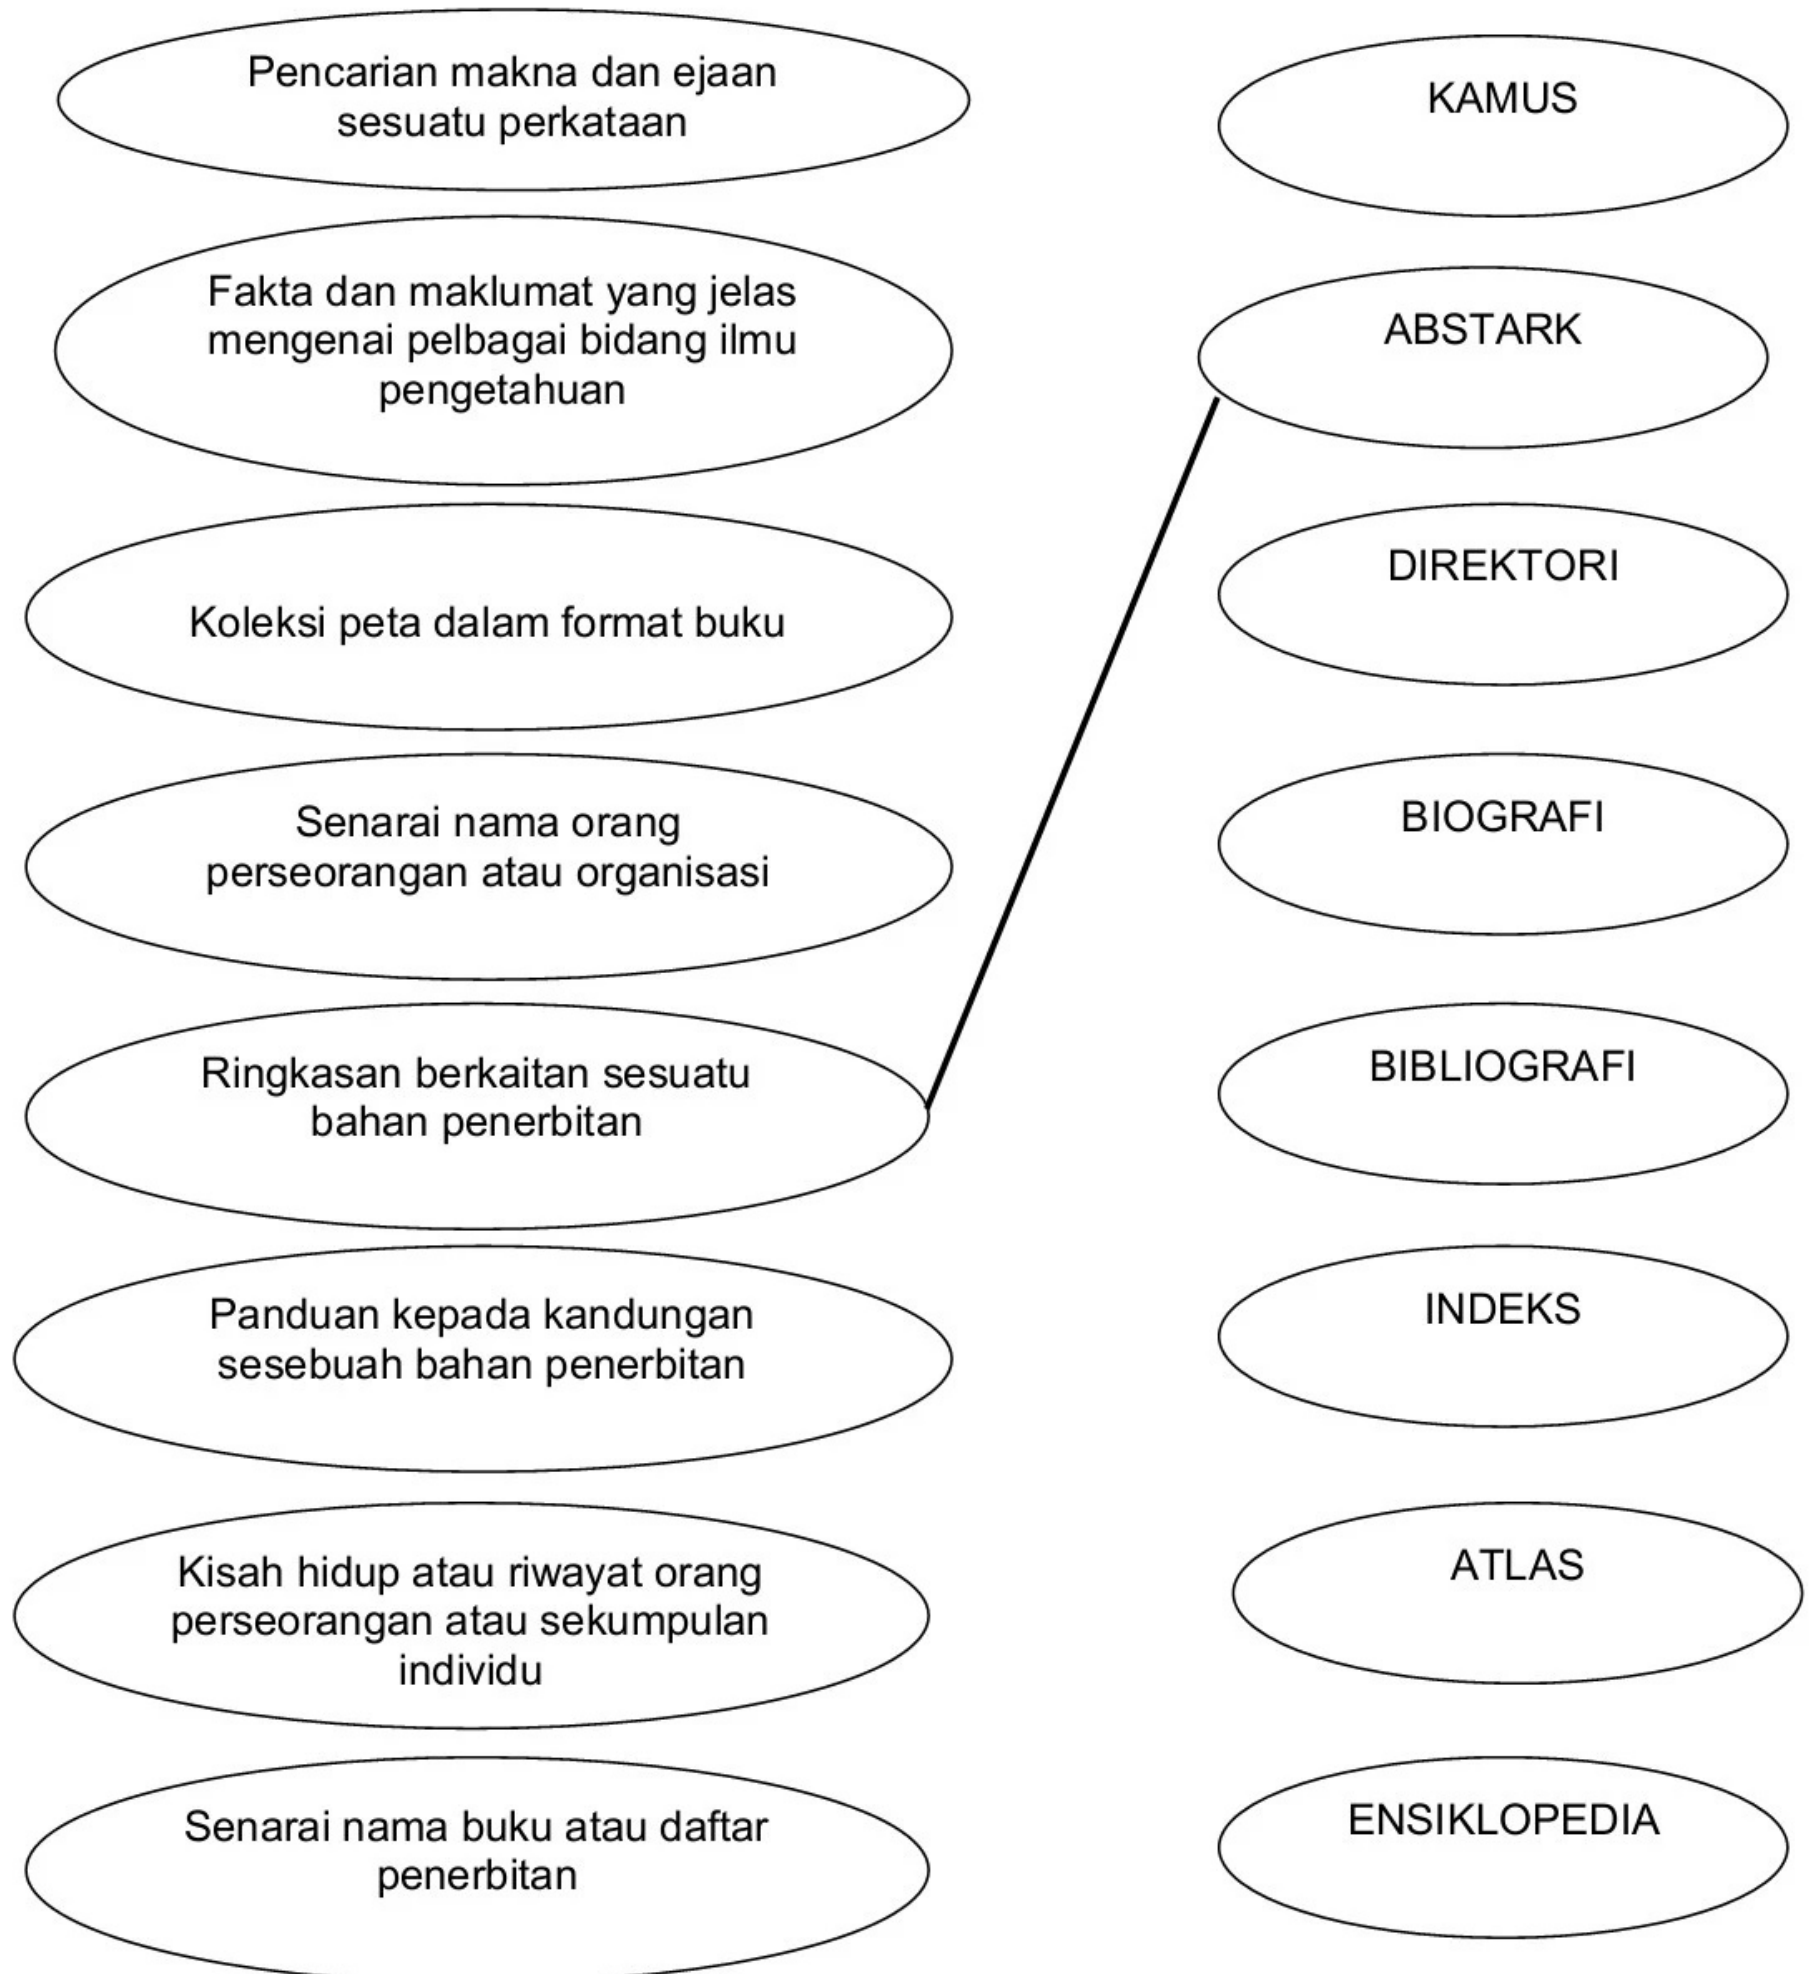 Pencarian makna dan ejaan
sesuatu perkataan
KAMUS
Fakta dan maklumat yang jelas
mengenai pelbagai bidang ilmu
pengetahuan
ABSTARK
Koleksi peta dalam format buku
DIREKTORI
Senarai nama orang
perseorangan atau organisasi
BIOGRAFI
Ringkasan berkaitan sesuatu
bahan penerbitan
BIBLIOGRAFI
Panduan kepada kandungan
sesebuah bahan penerbitan
INDEKS
Kisah hidup atau riwayat orang
perseorangan atau sekumpulan
individu
ATLAS
Senarai nama buku atau daftar
penerbitan
ENSIKLOPEDIA